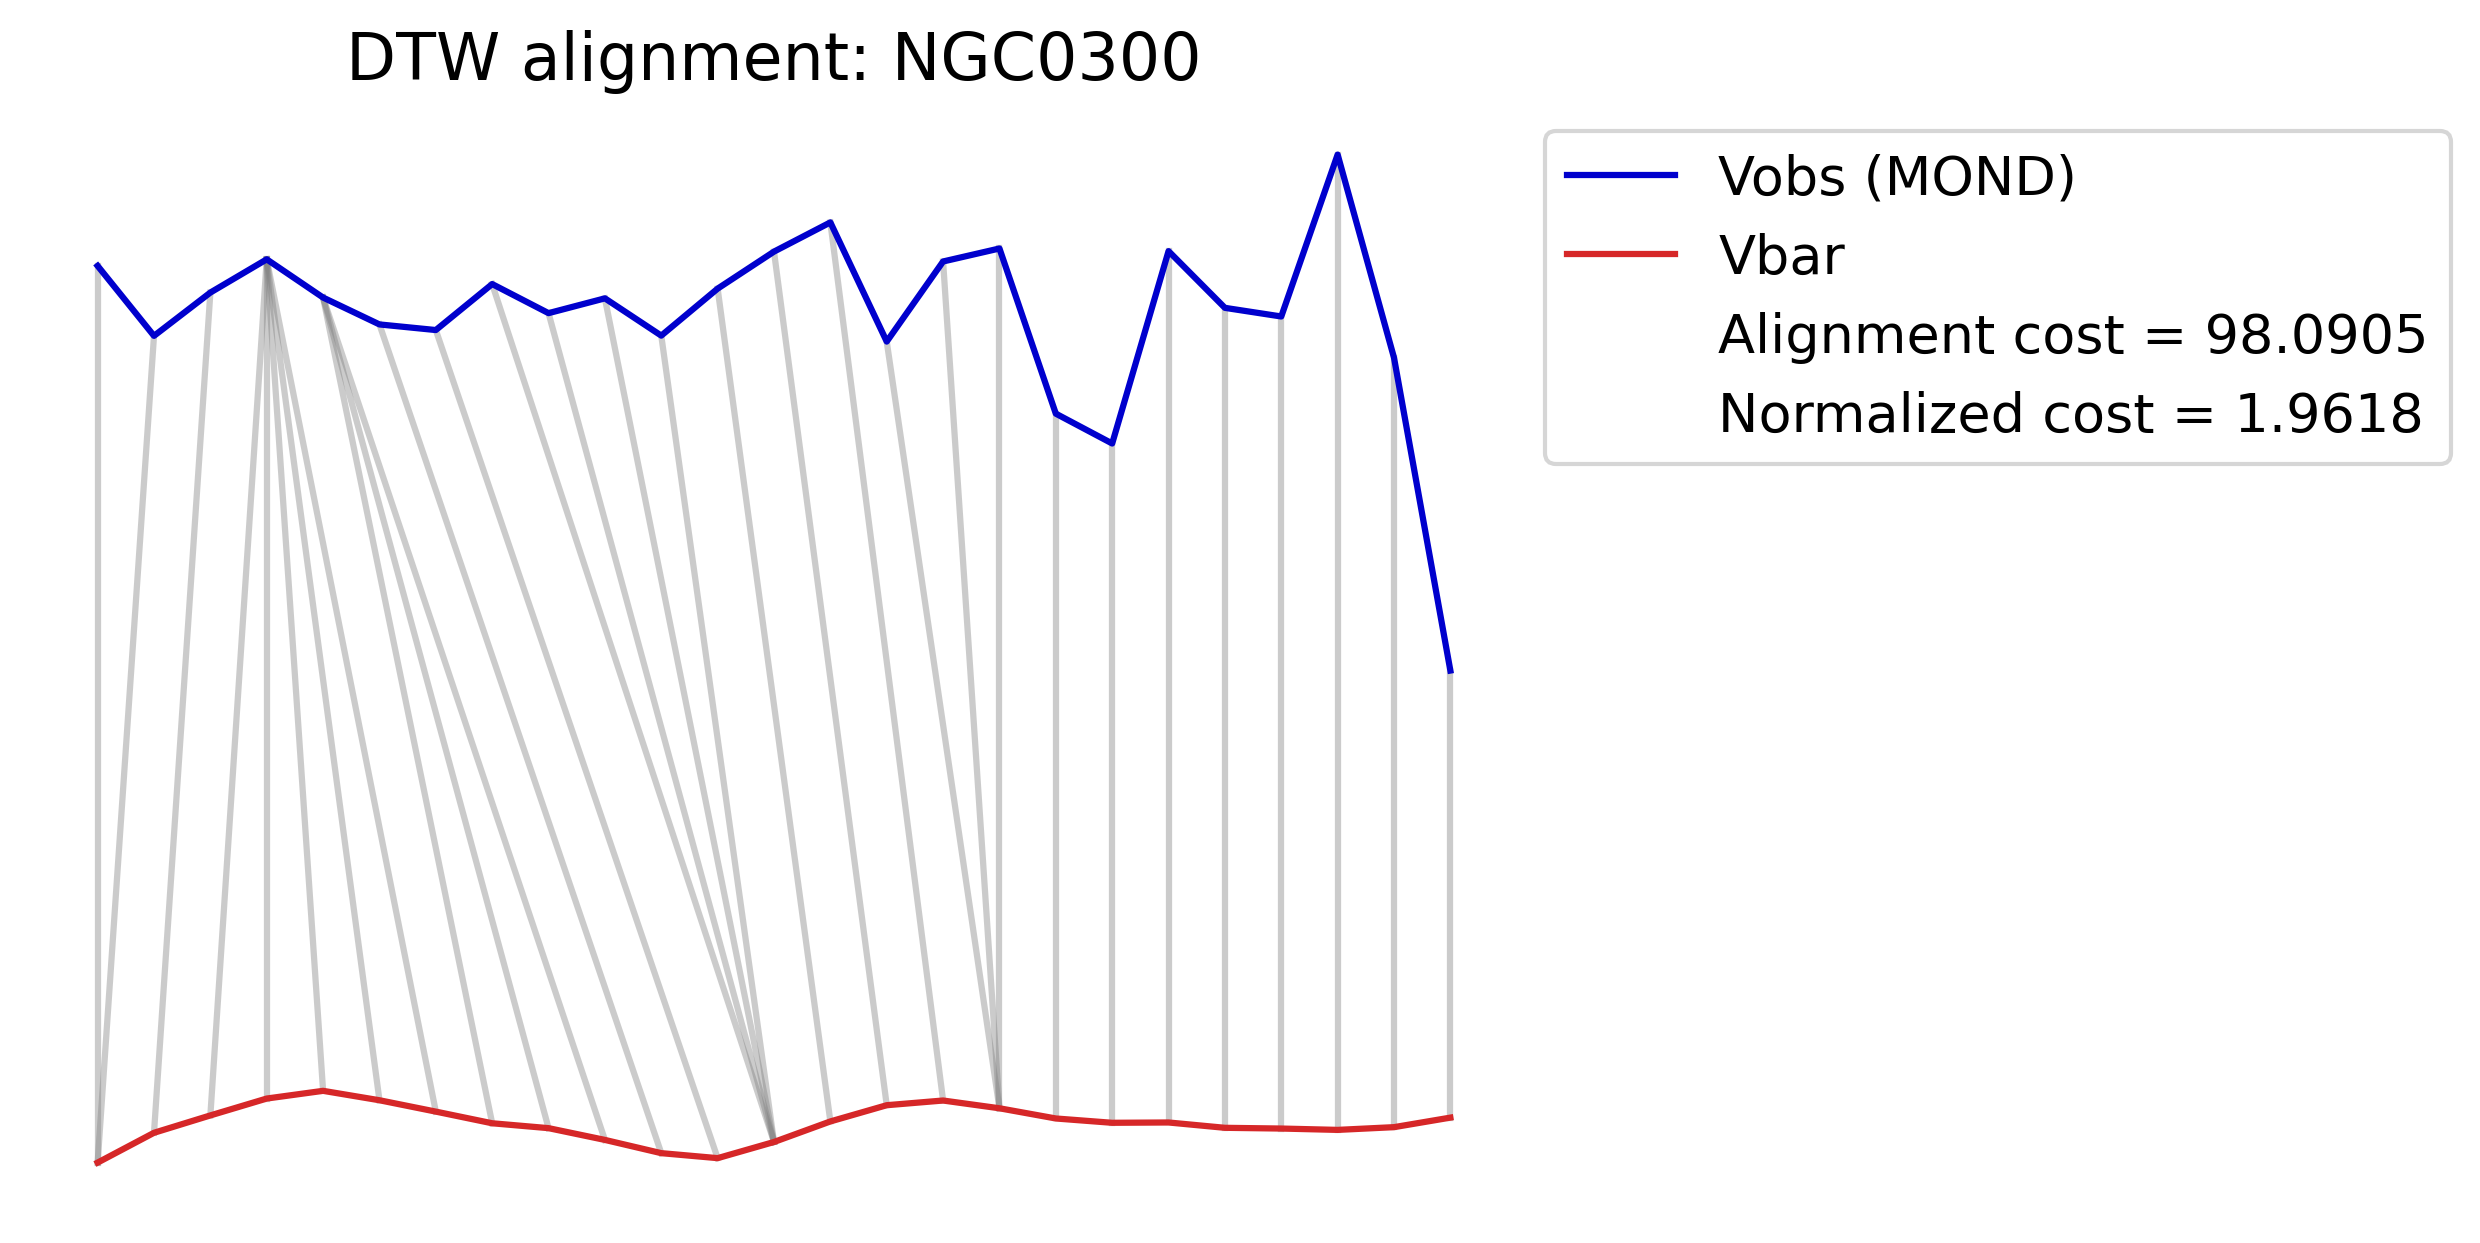 DTW alignment: NGC0300
Vobs (MOND)
Vbar
Alignment cost = 98.0905
Normalized cost = 1.9618